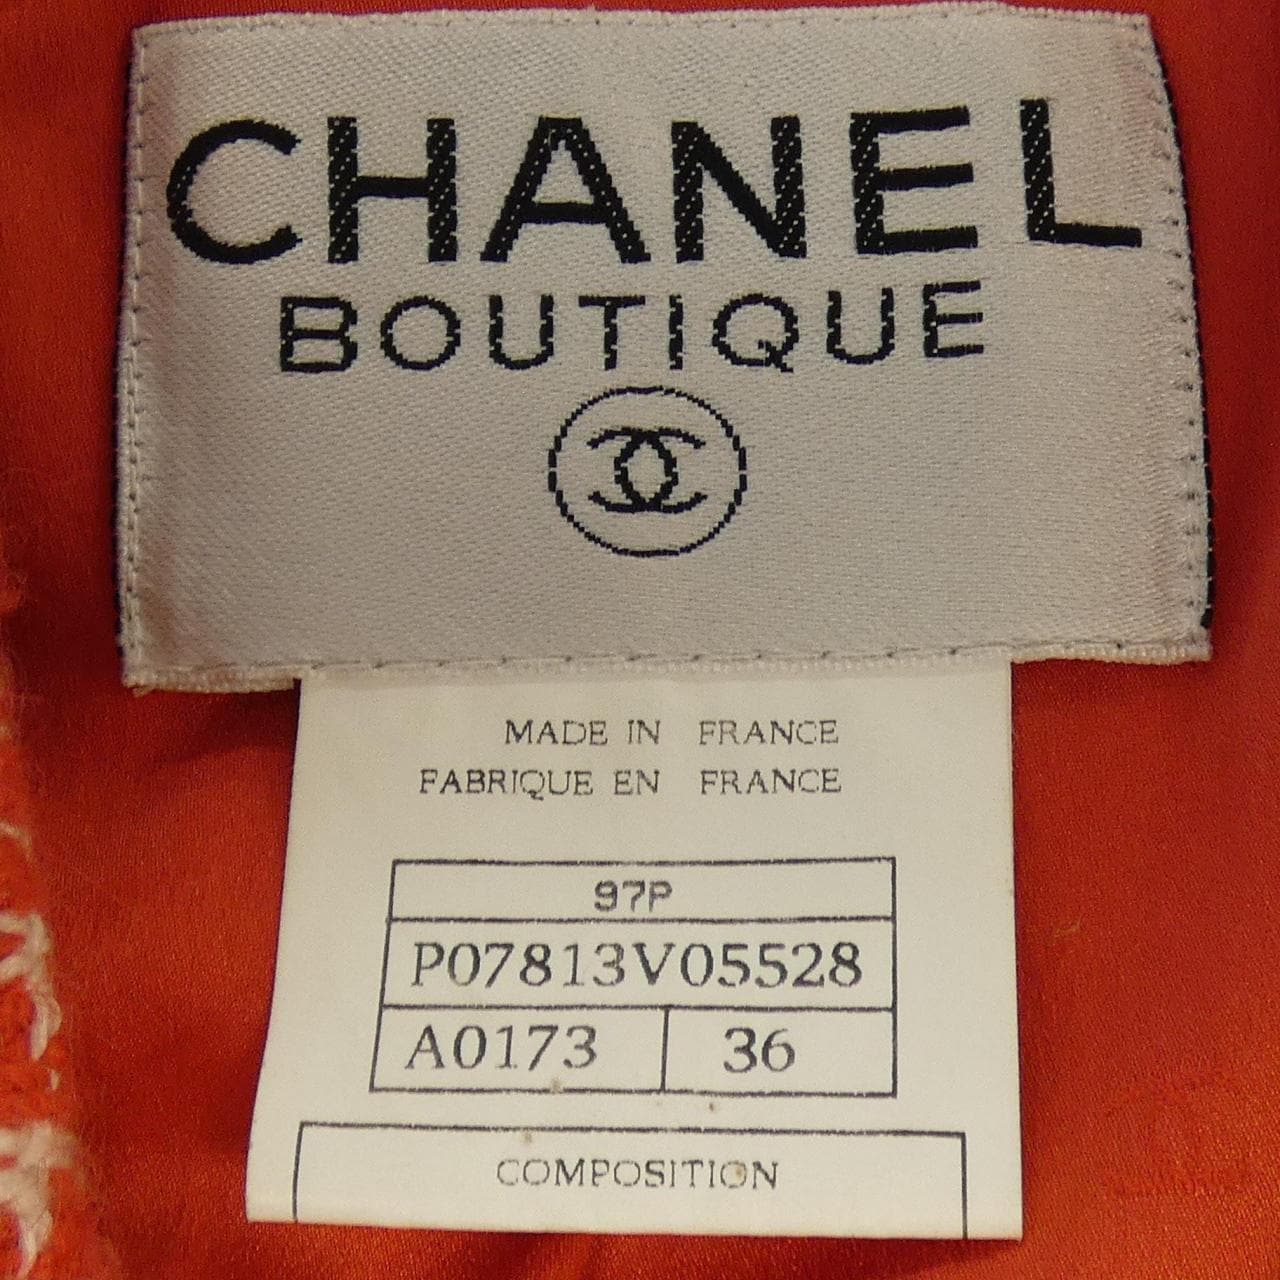 CHANEL
BOUTIQUE
MADE IN FRANCE
FABRIQUE EN FRANCE
97P
P07813V05528
A0173 36
COMPOSITION